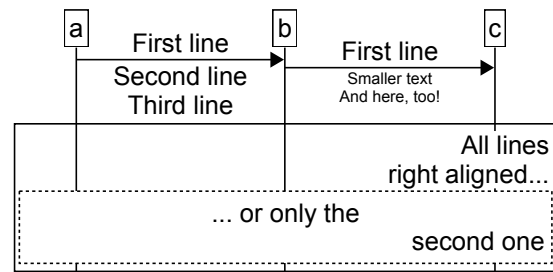 a
b
c
First line
Second line
Third line
First line
Smaller text
And here, too!
All lines
right aligned...
... or only the
second one